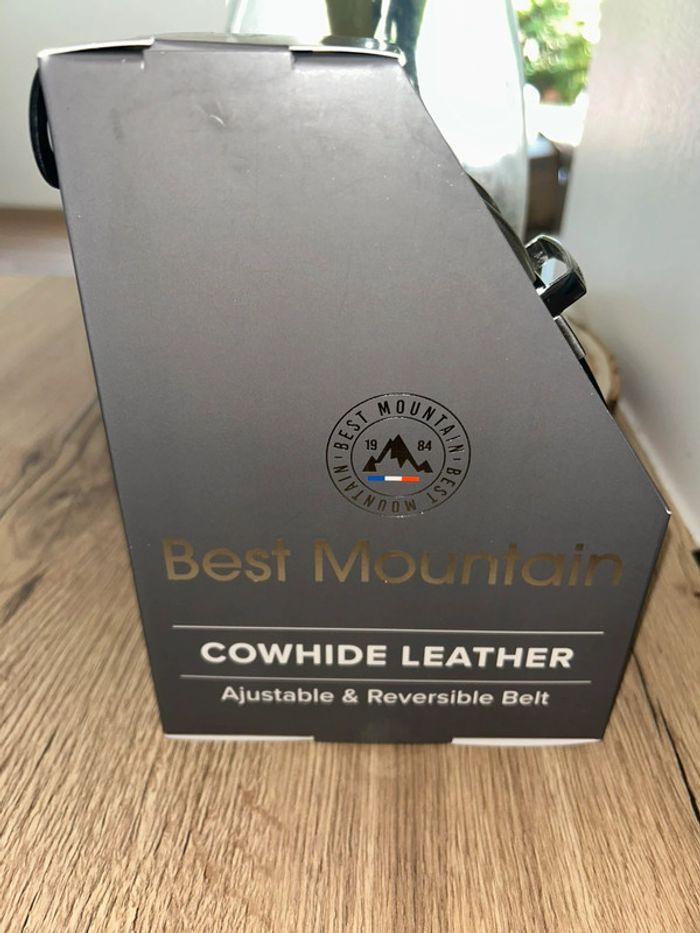 BEST MOUNTAIN · BEST MOUNTAIN ·
19 84
Best Mountain
COWHIDE LEATHER
Ajustable & Reversible Belt